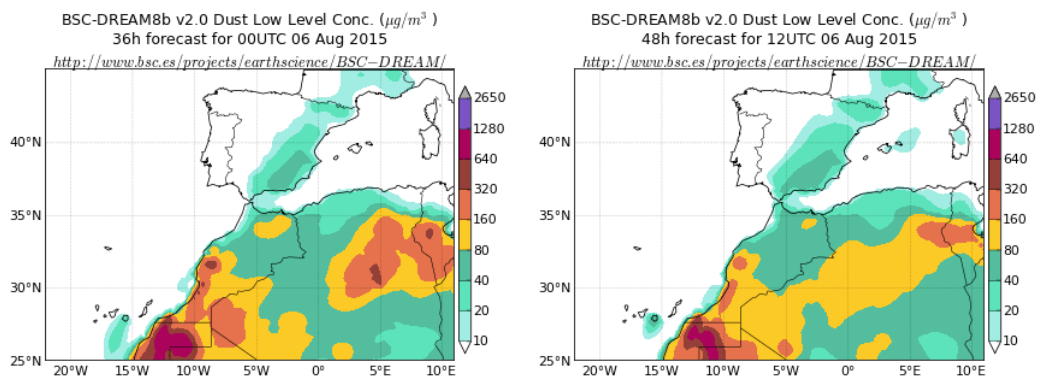 BSC-DREAM8b v2.0 Dust Low Level Conc. (μg/m³ )
36h forecast for 00UTC 06 Aug 2015
http://www.bsc.es/projects/earthscience/BSC−DREAM/
40°N
35°N
30°N
25°N
20°W
15°W
10°W
5°W
0°
5°E
10°E
2650
1280
640
320
160
80
40
20
10
BSC-DREAM8b v2.0 Dust Low Level Conc. (μg/m³ )
48h forecast for 12UTC 06 Aug 2015
http://www.bsc.es/projects/earthscience/BSC−DREAM/
40°N
35°N
30°N
25°N
20°W
15°W
10°W
5°W
0°
5°E
10°E
2650
1280
640
320
160
80
40
20
10